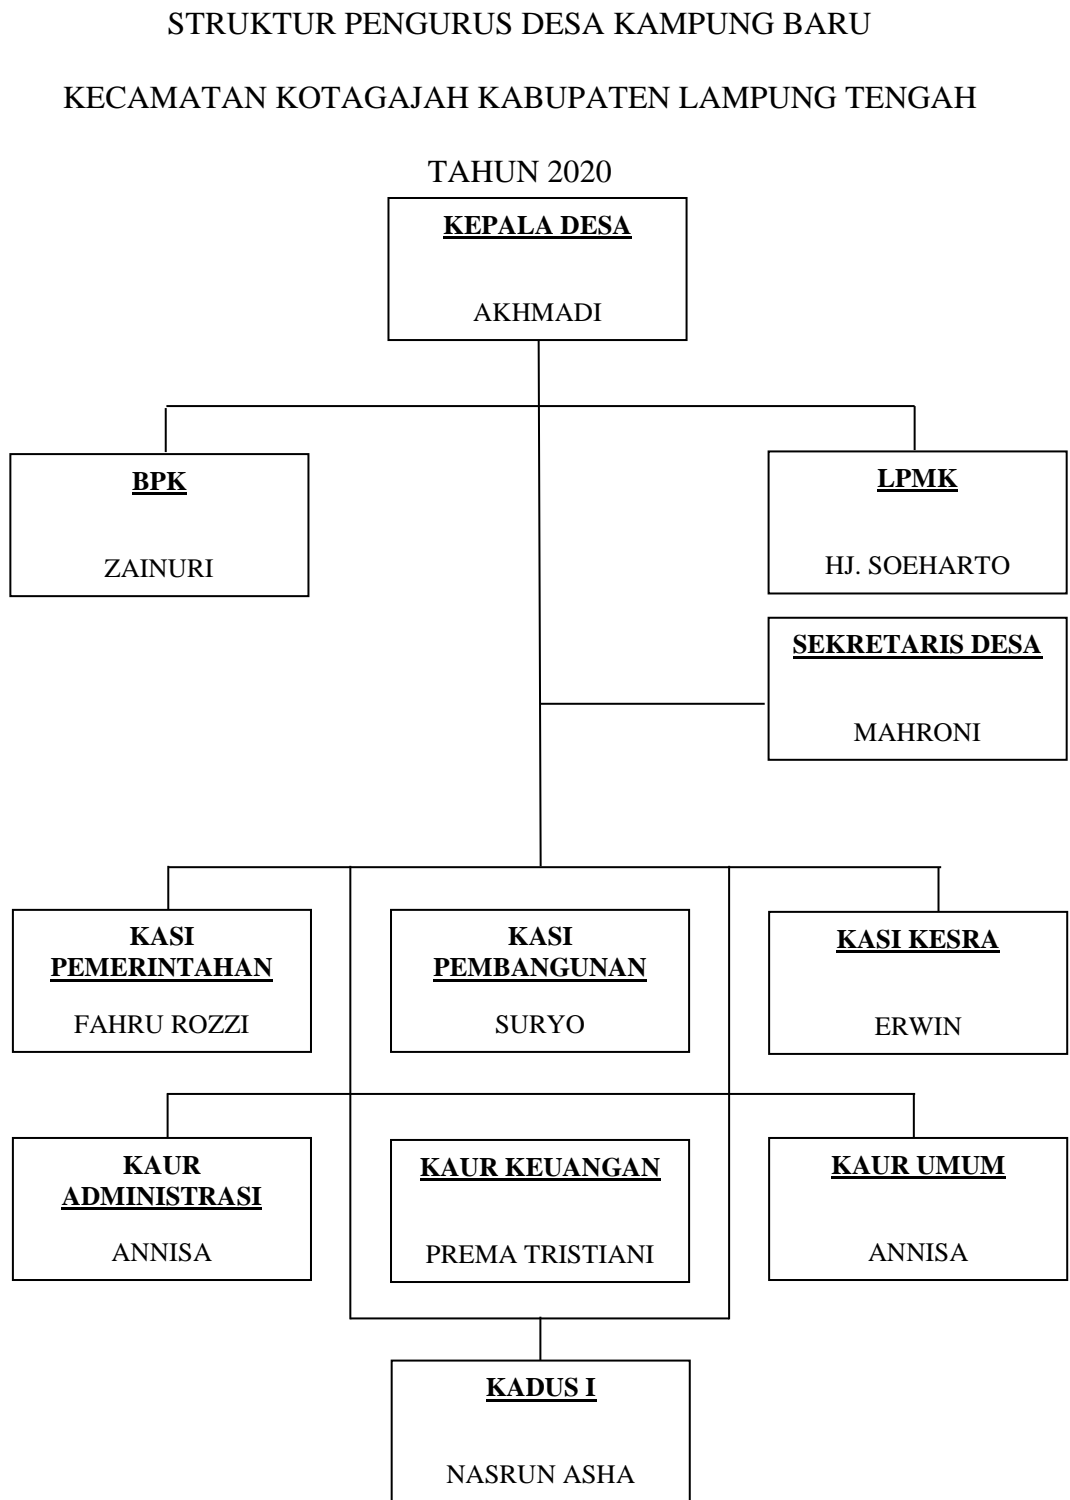 STRUKTUR PENGURUS DESA KAMPUNG BARU
KECAMATAN KOTAGAJAH KABUPATEN LAMPUNG TENGAH
TAHUN 2020
KEPALA DESA
AKHMADI
BPK
ZAINURI
LPMK
HJ. SOEHARTO
SEKRETARIS DESA
MAHRONI
KASI
PEMERINTAHAN
FAHRU ROZZI
KASI
PEMBANGUNAN
SURYO
KASI KESRA
ERWIN
KAUR
ADMINISTRASI
ANNISA
KAUR KEUANGAN
PREMA TRISTIANI
KAUR UMUM
ANNISA
KADUS I
NASRUN ASHA